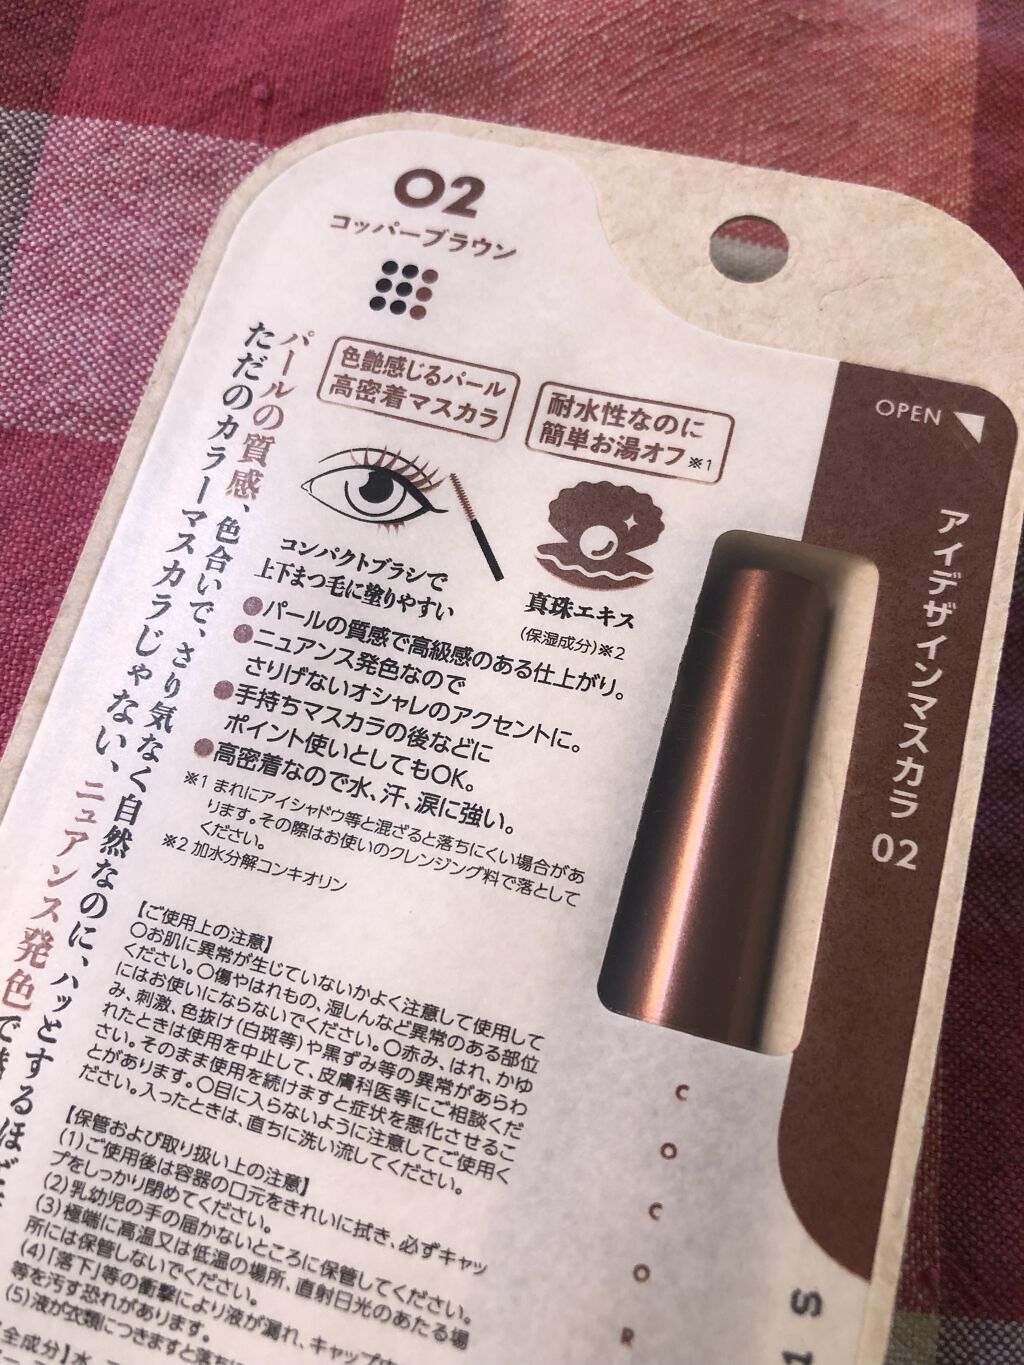 02
コッパーブラウン
パールの質感、色合いで、さり気なく自然なのに、ハッとするほど
ただのカラーマスカラじゃない、ニュアンス発色で
色艶感じるパール
高密着マスカラ
耐水性なのに
簡単お湯オフ※1
コンパクトブラシで
上下まつ毛に塗りやすい
真珠エキス
(保湿成分)※2
パールの質感で高級感のある仕上がり。
ニュアンス発色なので
さりげないオシャレのアクセントに。
手持ちマスカラの後などに
ポイント使いとしてもOK。
高密着なので水、汗、涙に強い。
※1 まれにアイシャドウ等と混ざると落ちにくい場合があ
ります。その際はお使いのクレンジング料で落として
ください。
※2 加水分解コンキオリン
【ご使用上の注意】
○お肌に異常が生じていないかよく注意して使用して
ください。○傷やはれもの、湿しんなど異常のある部位
にはお使いにならないでください。○赤み、はれ、かゆ
み、刺激、色抜け(白斑等)や黒ずみ等の異常があらわ
れたときは使用を中止して、皮膚科医等にご相談くだ
さい。そのまま使用を続けますと症状を悪化させるこ
とがあります。○目に入らないように注意してご使用く
ださい。入ったときは、直ちに洗い流してください。
【保管および取り扱い上の注意】
(1)ご使用後は容器の口元をきれいに拭き、必ずキャッ
プをしっかり閉めてください。
(2)乳幼児の手の届かないところに保管してください。
(3)極端に高温又は低温の場所、直射日光のあたる場
所には保管しないでください。
(4)「落下」等の衝撃により液が漏れ、キャップ
等を汚す恐れがあります。
(5)液が衣類につきますと落ち
全成分】水
OPEN
アイデザインマスカラ 02
COCOR
S
1